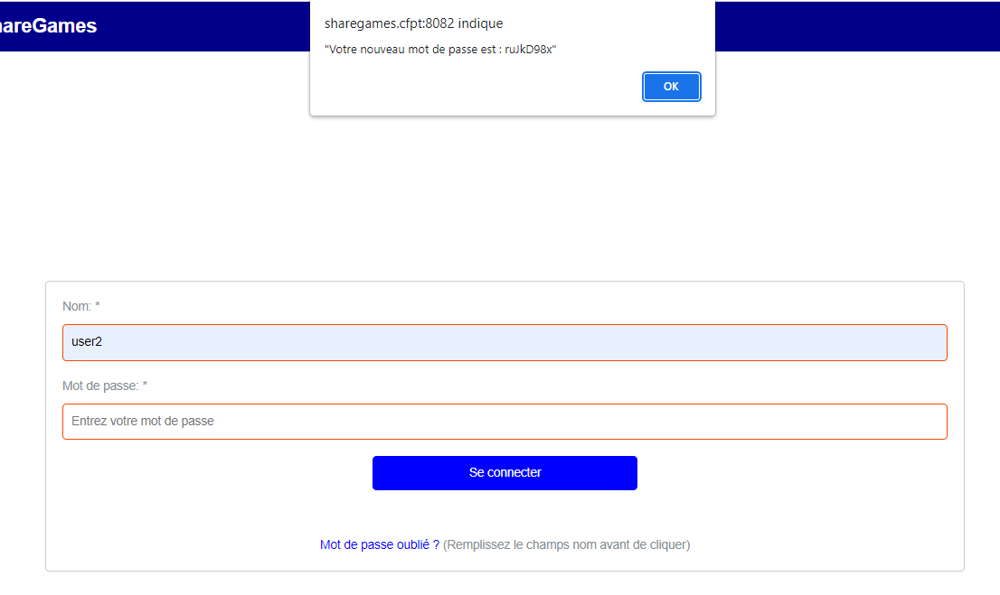 areGames
sharegames.cfpt:8082 indique
"Votre nouveau mot de passe est : ruJkD98x"
OK
Nom: *
user2
Mot de passe: *
Entrez votre mot de passe
Se connecter
Mot de passe oublié ? (Remplissez le champs nom avant de cliquer)